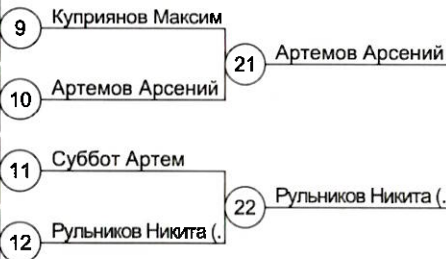 9 Куприянов Максим
21 Артемов Арсений
10 Артемов Арсений
11 Суббот Артем
22 Рульников Никита (.
12 Рульников Никита (.